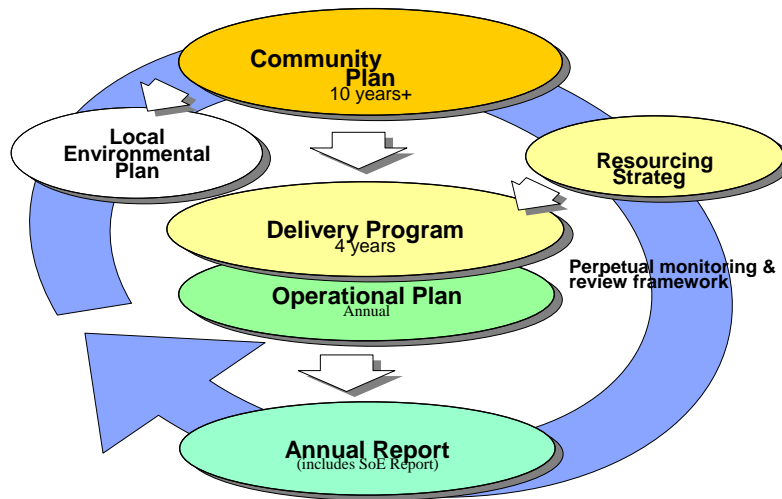 Community
Plan
10 years+
Local
Environmental
Plan
Resourcing
Strateg
Delivery Program
4 years
Perpetual monitoring &
review framework
Operational Plan
Annual
Annual Report
(includes SoE Report)